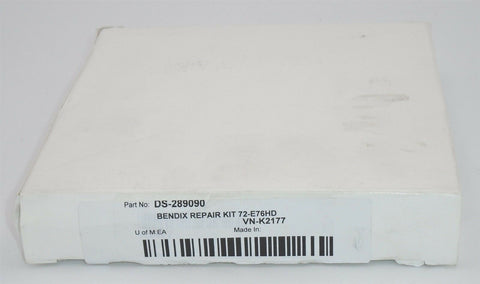 Part No: DS-289090
BENDIX REPAIR KIT 72-E76HD
VN-K2177
U of M:EA Made In: